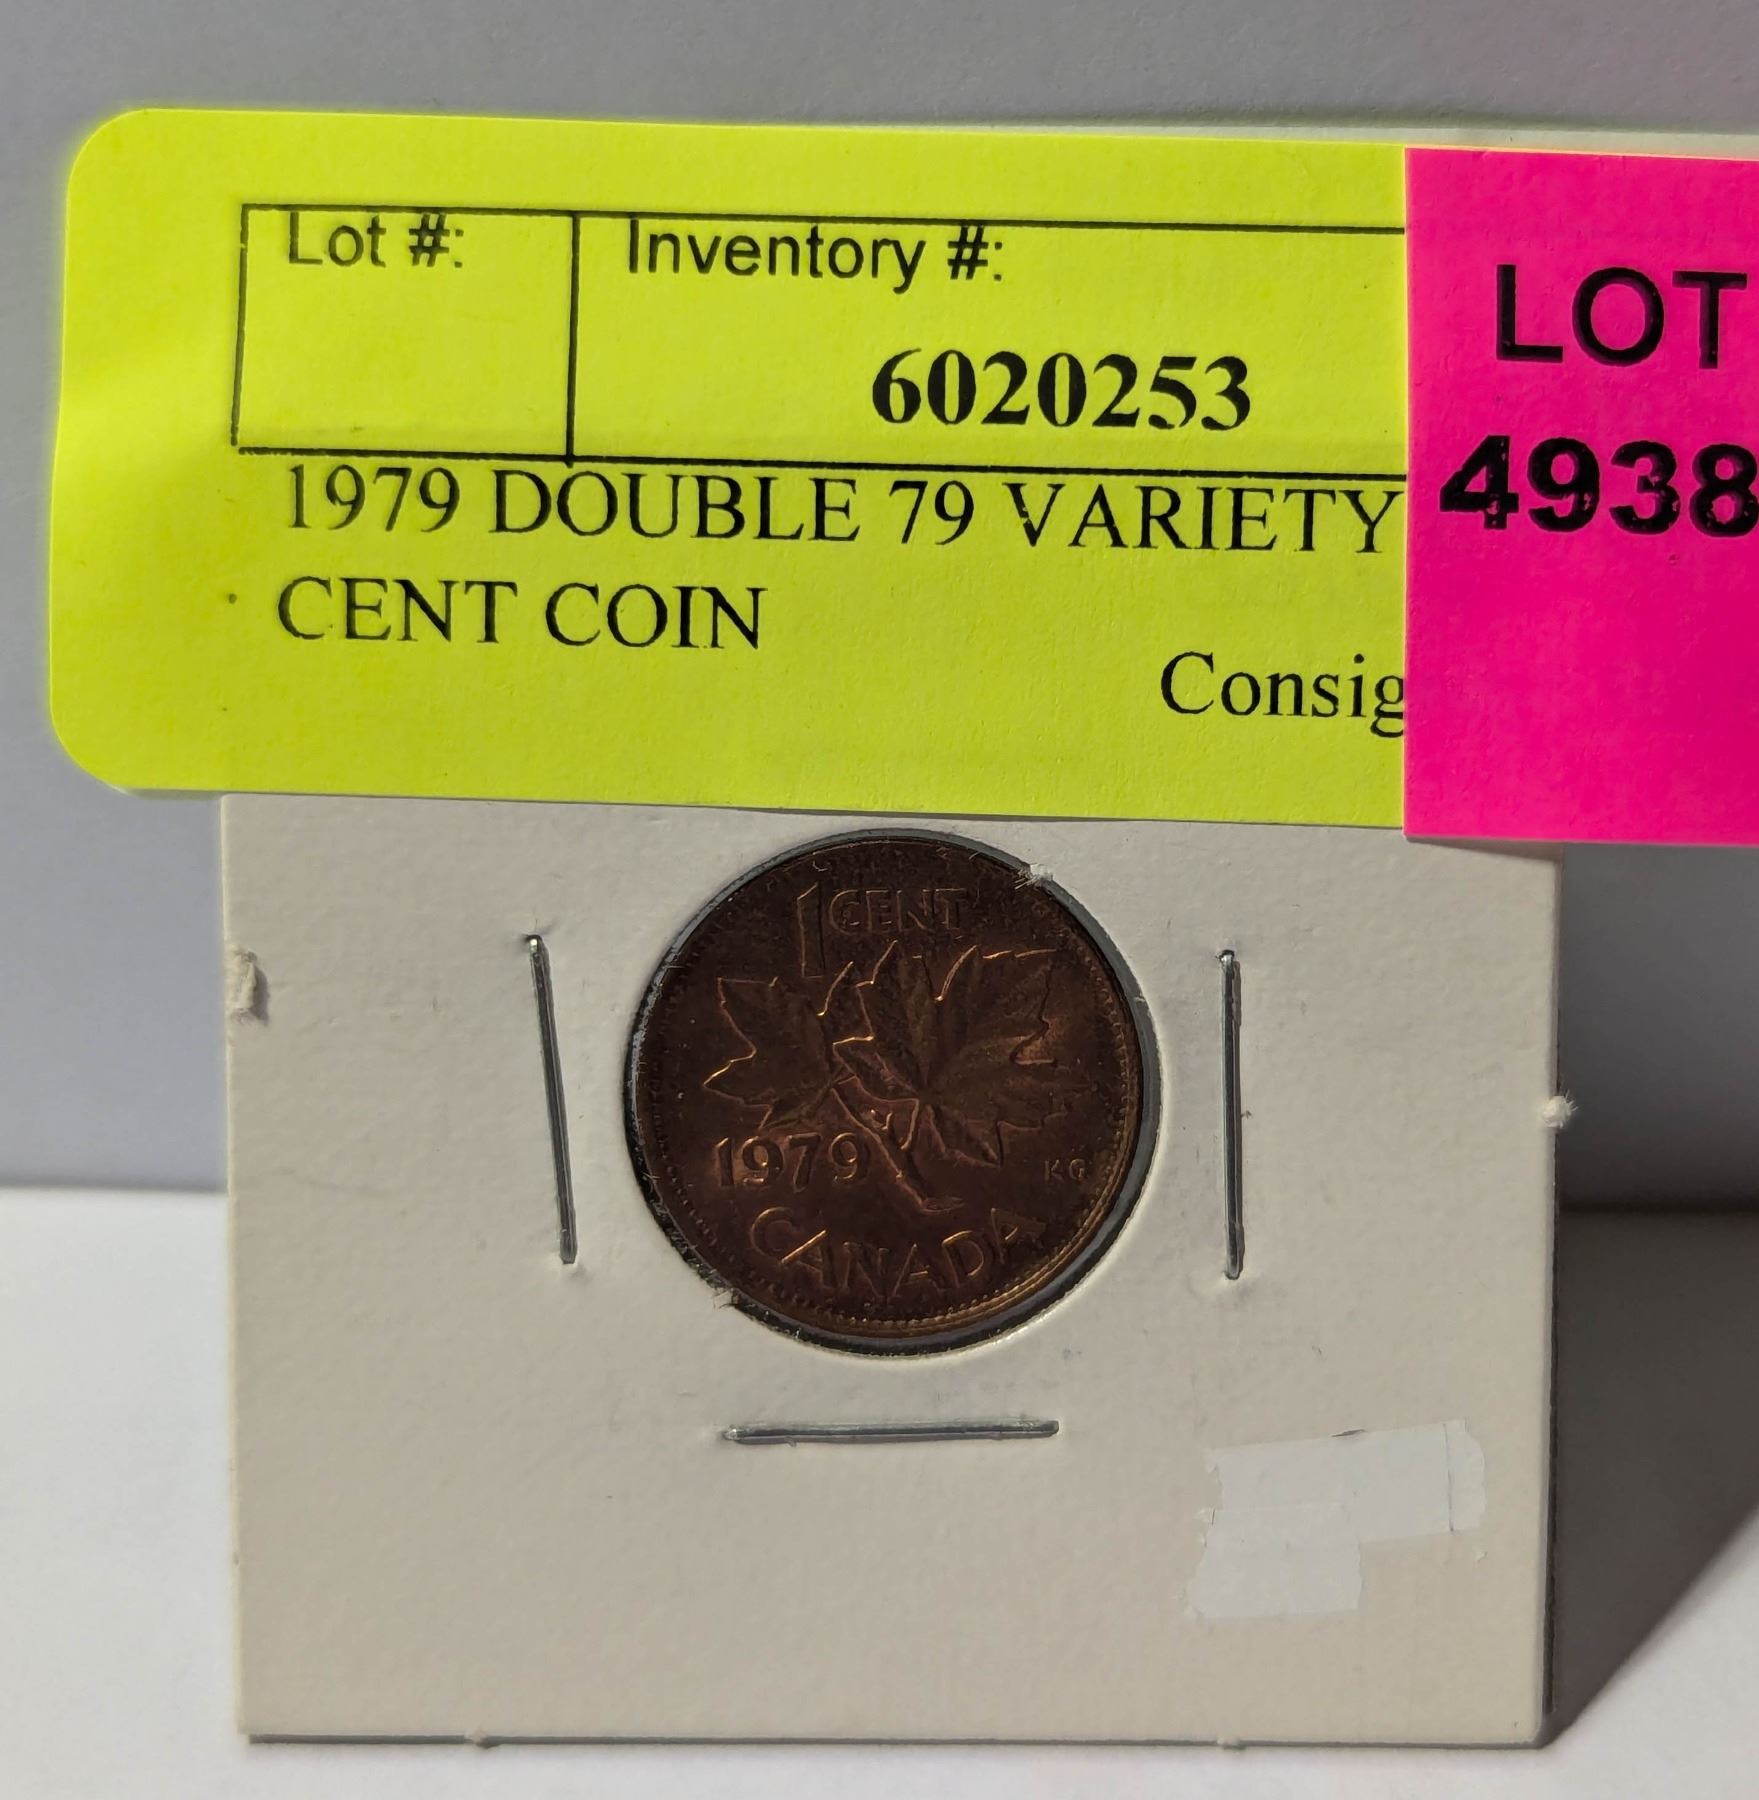 Lot #:
Inventory #:
6020253
1979 DOUBLE 79 VARIETY
CENT COIN
Consig
LOT
4938
1 CENT
1979
KG
CANADA